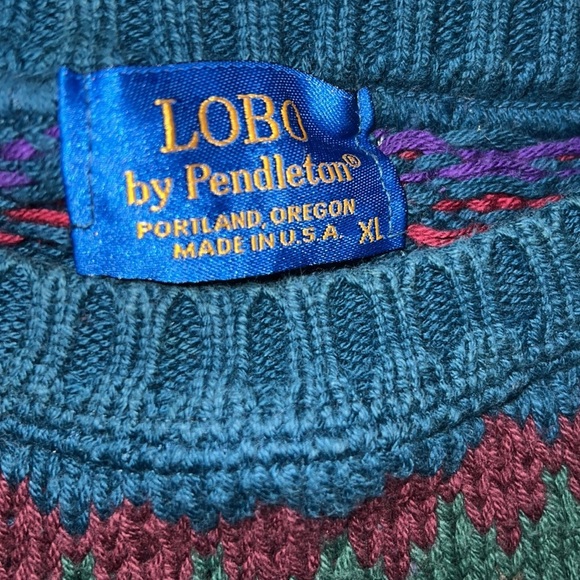 LOBO
by Pendleton®
PORTLAND, OREGON
MADE IN U.S.A. XL